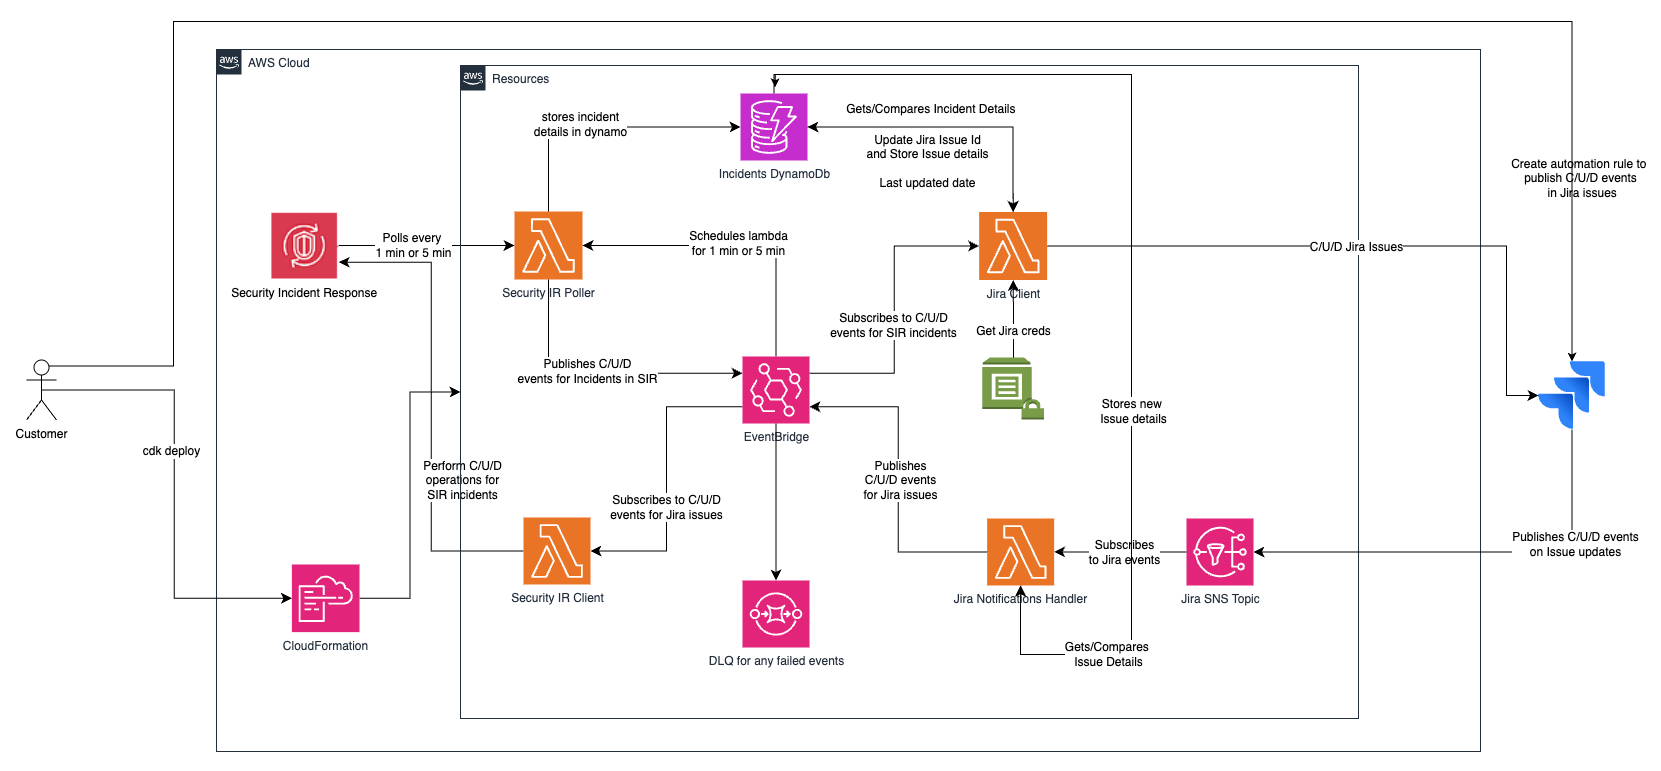 aws
AWS Cloud
aws
Resources
stores incident
details in dynamo
Gets/Compares Incident Details
Update Jira Issue Id
and Store Issue details
Last updated date
Incidents DynamoDb
Create automation rule to
publish C/U/D events
in Jira issues
Polls every
1 min or 5 min
Schedules lambda
for 1 min or 5 min
C/U/D Jira Issues
Security Incident Response
Security IR Poller
Jira Client
Subscribes to C/U/D
events for SIR incidents
Get Jira creds
Publishes C/U/D
events for Incidents in SIR
Customer
EventBridge
Stores new
Issue details
cdk deploy
Perform C/U/D
operations for
SIR incidents
Publishes
C/U/D events
for Jira issues
Subscribes to C/U/D
events for Jira issues
Subscribes
to Jira events
Publishes C/U/D events
on Issue updates
Security IR Client
Jira Notifications Handler
Jira SNS Topic
CloudFormation
DLQ for any failed events
Gets/Compares
Issue Details